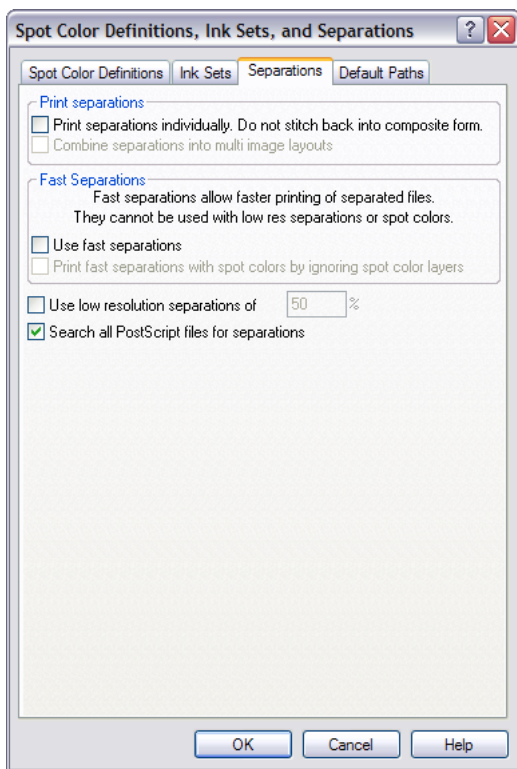 Spot Color Definitions, Ink Sets, and Separations
Spot Color Definitions Ink Sets Separations Default Paths
Print separations
Print separations individually. Do not stitch back into composite form.
Combine separations into multi image layouts
Fast Separations
Fast separations allow faster printing of separated files.
They cannot be used with low res separations or spot colors.
Use fast separations
Print fast separations with spot colors by ignoring spot color layers
Use low resolution separations of 50 %
Search all PostScript files for separations
OK Cancel Help